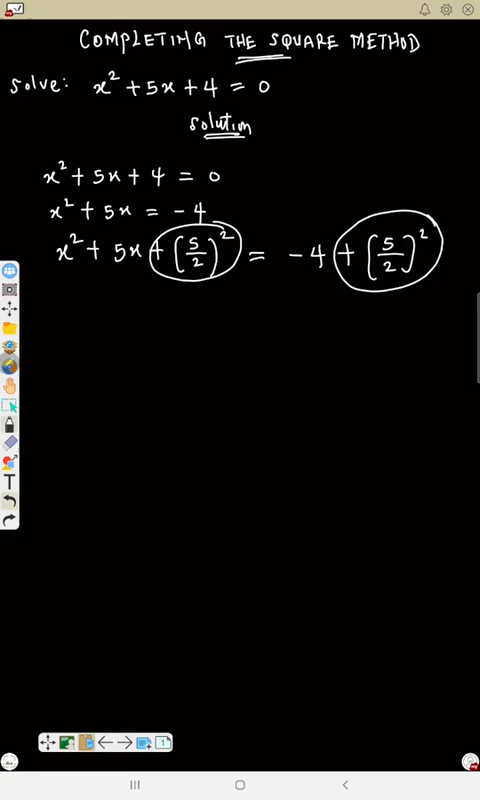 COMPLETING THE SQUARE METHOD
Solve: x² + 5x + 4 = 0
Solution
x² + 5x + 4 = 0
x² + 5x = -4
x² + 5x + (5/2)² = -4 + (5/2)²
T
1